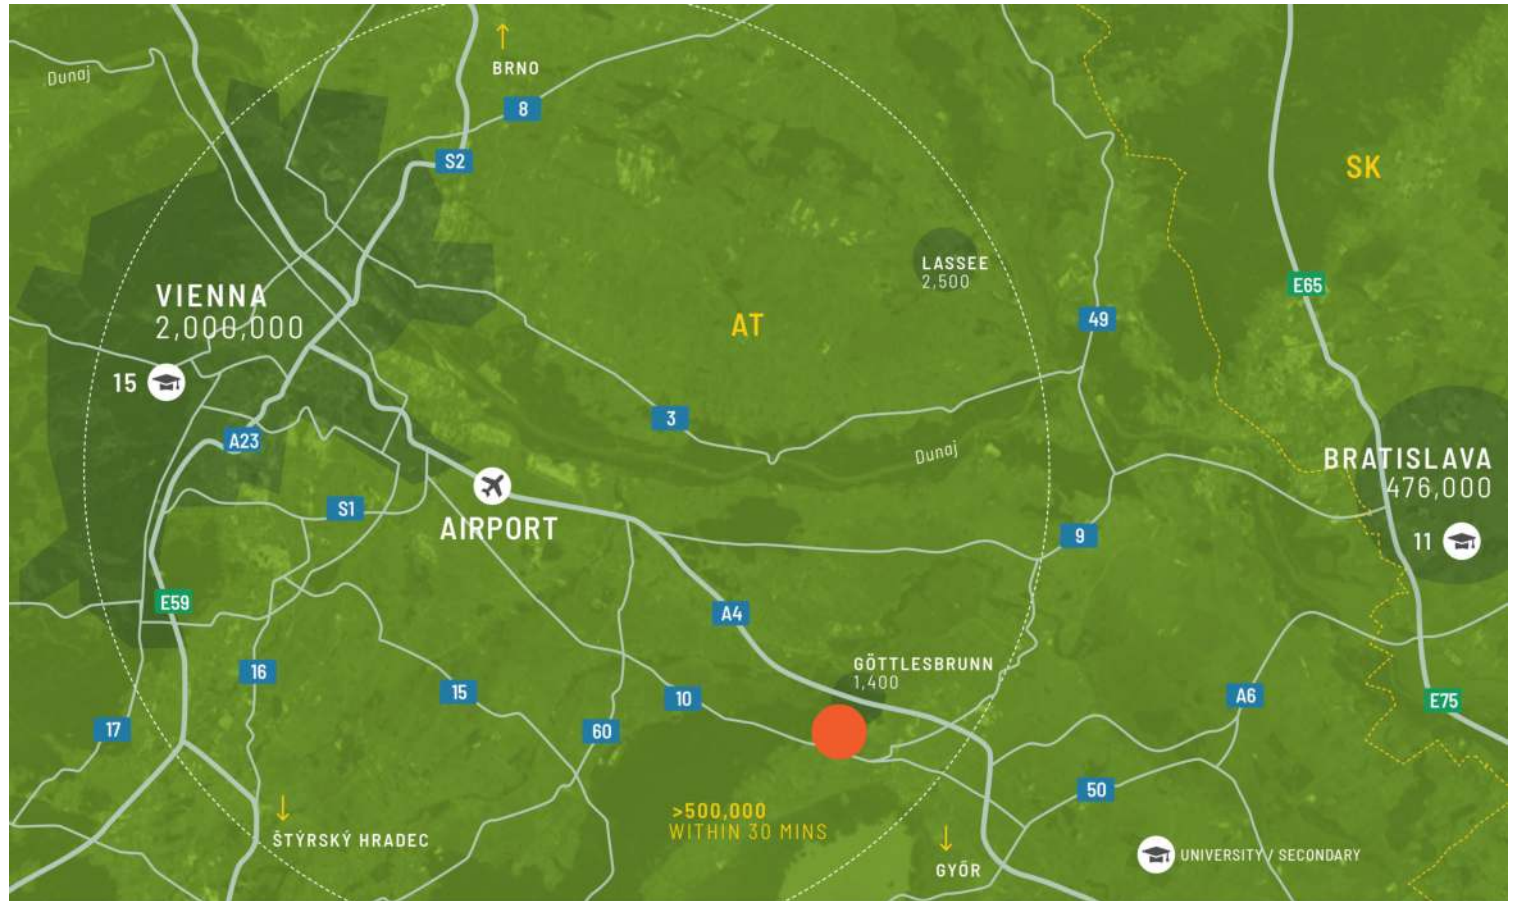 Dunaj
BRNO
8
S2
SK
LASSEE
2,500
E65
VIENNA
2,000,000
AT
49
15
3
A23
Dunaj
BRATISLAVA
476,000
S1
AIRPORT
9
11
E59
A4
GÖTTLESBRUNN
1,400
16
15
10
A6
E75
17
60
50
>500,000
WITHIN 30 MINS
ŠTÝRSKÝ HRADEC
GYŐR
UNIVERSITY / SECONDARY